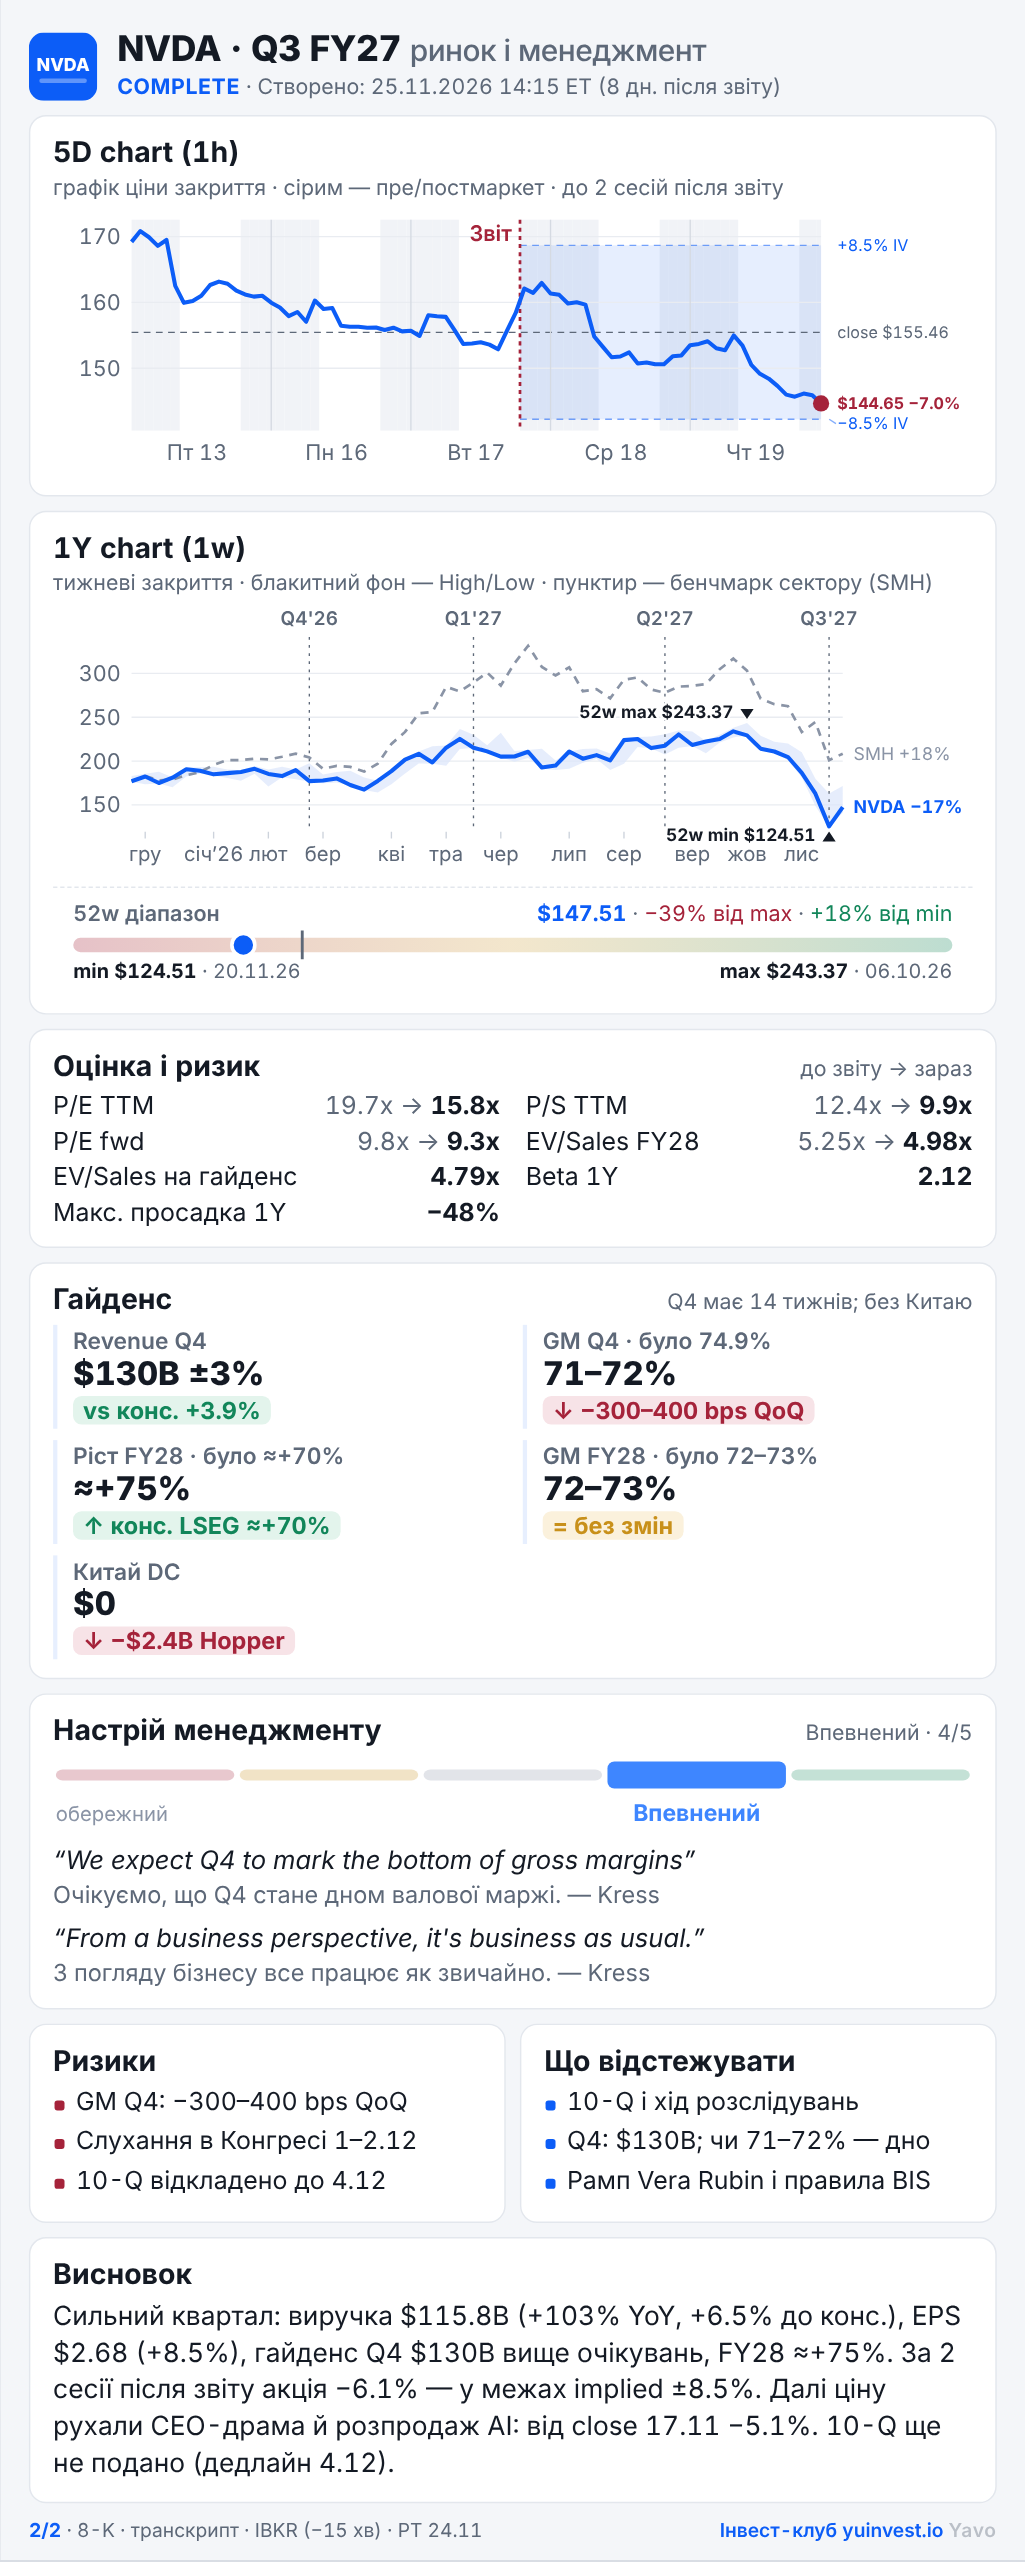 NVDA
NVDA · Q3 FY27 ринок і менеджмент
COMPLETE · Створено: 25.11.2026 14:15 ET (8 дн. після звіту)
5D chart (1h)
графік ціни закриття · сірим — пре/постмаркет · до 2 сесій після звіту
170
160
150
Звіт
+8.5% IV
close $155.46
$144.65 −7.0%
−8.5% IV
Пт 13
Пн 16
Вт 17
Ср 18
Чт 19
1Y chart (1w)
тижневі закриття · блакитний фон — High/Low · пунктир — бенчмарк сектору (SMH)
Q4'26
Q1'27
Q2'27
Q3'27
300
250
200
150
52w max $243.37
SMH +18%
NVDA −17%
52w min $124.51
гру
січ’26
лют
бер
кві
тра
чер
лип
сер
вер
жов
лис
52w діапазон
$147.51 · −39% від max · +18% від min
min $124.51 · 20.11.26
max $243.37 · 06.10.26
Оцінка і ризик
до звіту → зараз
P/E TTM 19.7x → 15.8x
P/S TTM 12.4x → 9.9x
P/E fwd 9.8x → 9.3x
EV/Sales FY28 5.25x → 4.98x
EV/Sales на гайденс 4.79x
Beta 1Y 2.12
Макс. просадка 1Y −48%
Гайденс
Q4 має 14 тижнів; без Китаю
Revenue Q4
$130B ±3%
vs конс. +3.9%
GM Q4 · було 74.9%
71–72%
↓ −300–400 bps QoQ
Ріст FY28 · було ≈+70%
≈+75%
↑ конс. LSEG ≈+70%
GM FY28 · було 72–73%
72–73%
= без змін
Китай DC
$0
↓ −$2.4B Hopper
Настрій менеджменту
Впевнений · 4/5
обережний
Впевнений
“We expect Q4 to mark the bottom of gross margins”
Очікуємо, що Q4 стане дном валової маржі. — Kress
“From a business perspective, it's business as usual.”
З погляду бізнесу все працює як звичайно. — Kress
Ризики
GM Q4: −300–400 bps QoQ
Слухання в Конгресі 1–2.12
10-Q відкладено до 4.12
Що відстежувати
10-Q і хід розслідувань
Q4: $130B; чи 71–72% — дно
Рамп Vera Rubin і правила BIS
Висновок
Сильний квартал: виручка $115.8B (+103% YoY, +6.5% до конс.), EPS
$2.68 (+8.5%), гайденс Q4 $130B вище очікувань, FY28 ≈+75%. За 2
сесії після звіту акція −6.1% — у межах implied ±8.5%. Далі ціну
рухали CEO-драма й розпродаж AI: від close 17.11 −5.1%. 10-Q ще
не подано (дедлайн 4.12).
2/2 · 8-K · транскрипт · IBKR (−15 хв) · PT 24.11
Інвест-клуб yuinvest.io Yavo